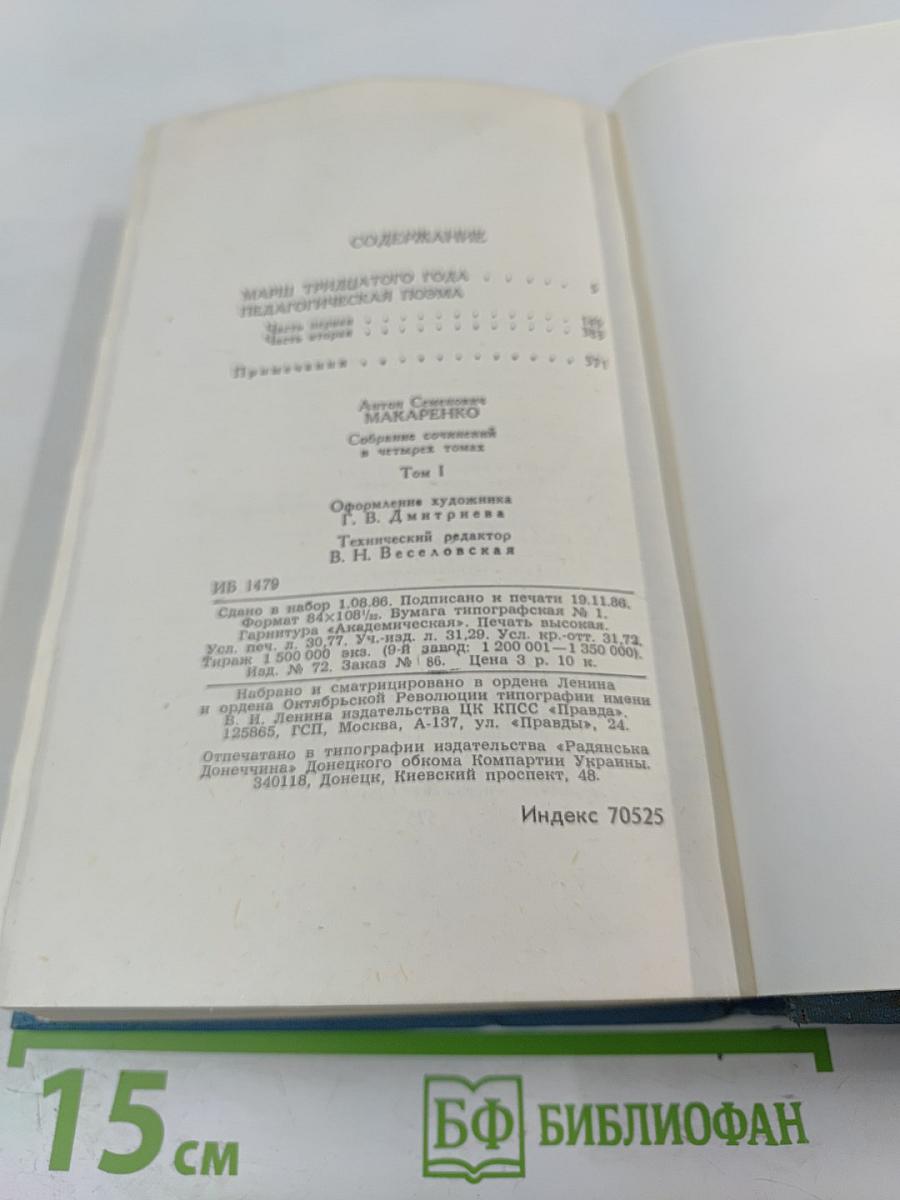 СОДЕРЖАНИЕ
МАРШ ТРИДЦАТОГО ГОДА . . . . . 5
ПЕДАГОГИЧЕСКАЯ ПОЭМА
Часть первая . . . . . . . . . . .
Часть вторая . . . . . . . . . . .
Примечания . . . . . . . . . . . 571
Антон Семенович
МАКАРЕНКО
Собрание сочинений
в четырех томах
Том I
Оформление художника
Г. В. Дмитриева
Технический редактор
В. Н. Веселовская
ИБ 1479
Сдано в набор 1.08.86. Подписано к печати 19.11.86.
Формат 84×108¹/₃₂. Бумага типографская № 1.
Гарнитура «Академическая». Печать высокая.
Усл. печ. л. 30,77. Уч.-изд. л. 31,29. Усл. кр.-отт. 31,72.
Тираж 1 500 000 экз. (9-й завод: 1 200 001—1 350 000).
Изд. № 72. Заказ № 86. Цена 3 р. 10 к.
Набрано и сматрицировано в ордена Ленина
и ордена Октябрьской Революции типографии имени
В. И. Ленина издательства ЦК КПСС «Правда».
125865, ГСП, Москва, А-137, ул. «Правды», 24.
Отпечатано в типографии издательства «Радянська
Донеччина» Донецкого обкома Компартии Украины.
340118, Донецк, Киевский проспект, 48.
Индекс 70525
15 см
БФ БИБЛИОФАН